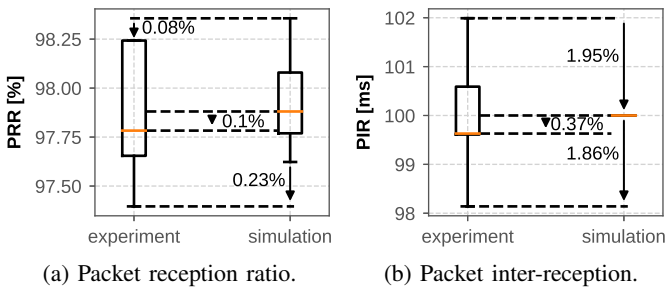 PRR [%]
98.25
98.00
97.75
97.50
0.08%
0.1%
0.23%
experiment simulation
(a) Packet reception ratio.
PIR [ms]
102
101
100
99
98
1.95%
0.37%
1.86%
experiment simulation
(b) Packet inter-reception.